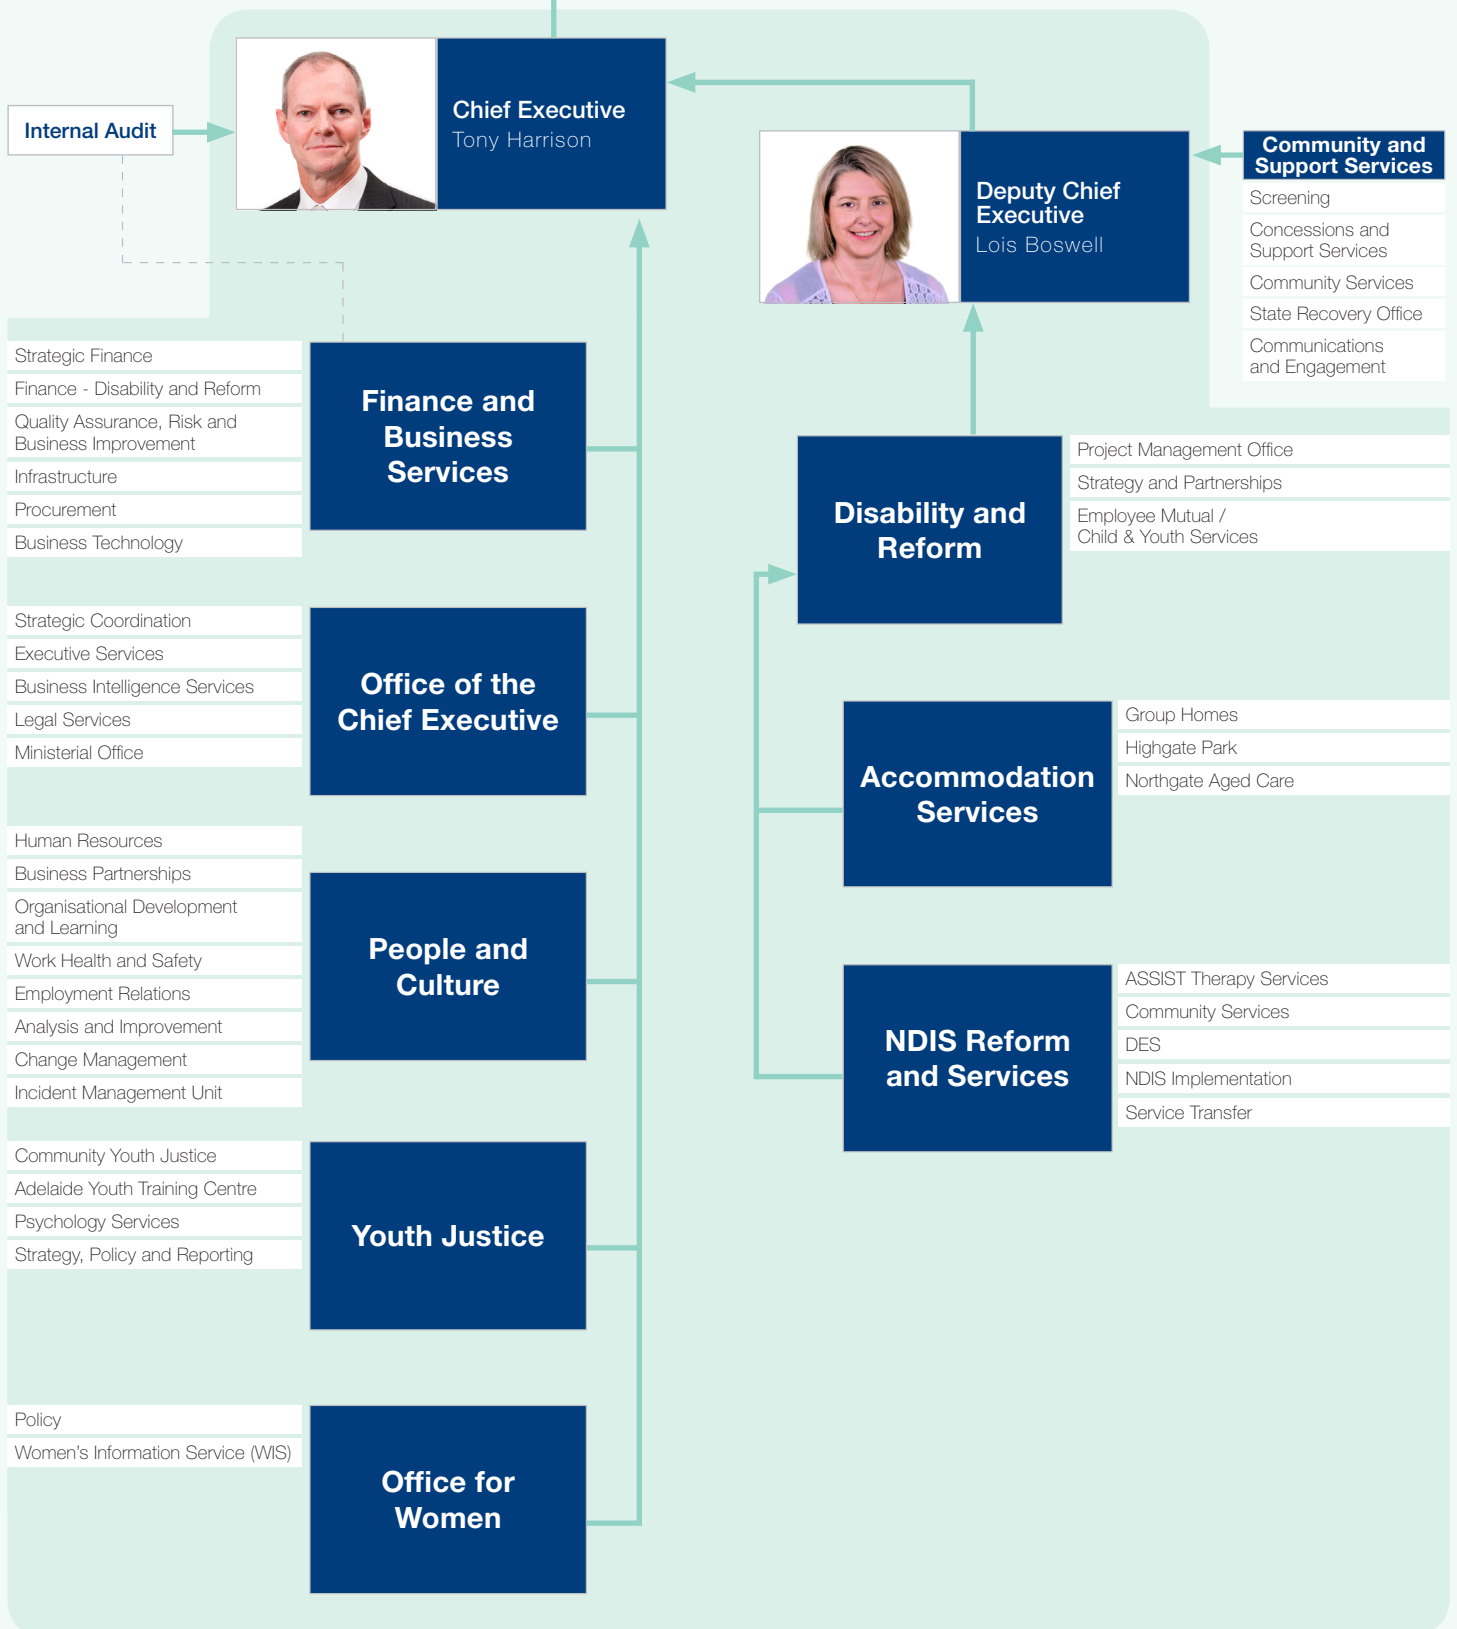 Internal Audit
Chief Executive
Tony Harrison
Deputy Chief
Executive
Lois Boswell
Community and
Support Services
Screening
Concessions and
Support Services
Community Services
State Recovery Office
Communications
and Engagement
Strategic Finance
Finance - Disability and Reform
Quality Assurance, Risk and
Business Improvement
Infrastructure
Procurement
Business Technology
Finance and
Business
Services
Strategic Coordination
Executive Services
Business Intelligence Services
Legal Services
Ministerial Office
Office of the
Chief Executive
Human Resources
Business Partnerships
Organisational Development
and Learning
Work Health and Safety
Employment Relations
Analysis and Improvement
Change Management
Incident Management Unit
People and
Culture
Community Youth Justice
Adelaide Youth Training Centre
Psychology Services
Strategy, Policy and Reporting
Youth Justice
Policy
Women's Information Service (WIS)
Office for
Women
Disability and
Reform
Project Management Office
Strategy and Partnerships
Employee Mutual /
Child & Youth Services
Accommodation
Services
Group Homes
Highgate Park
Northgate Aged Care
NDIS Reform
and Services
ASSIST Therapy Services
Community Services
DES
NDIS Implementation
Service Transfer